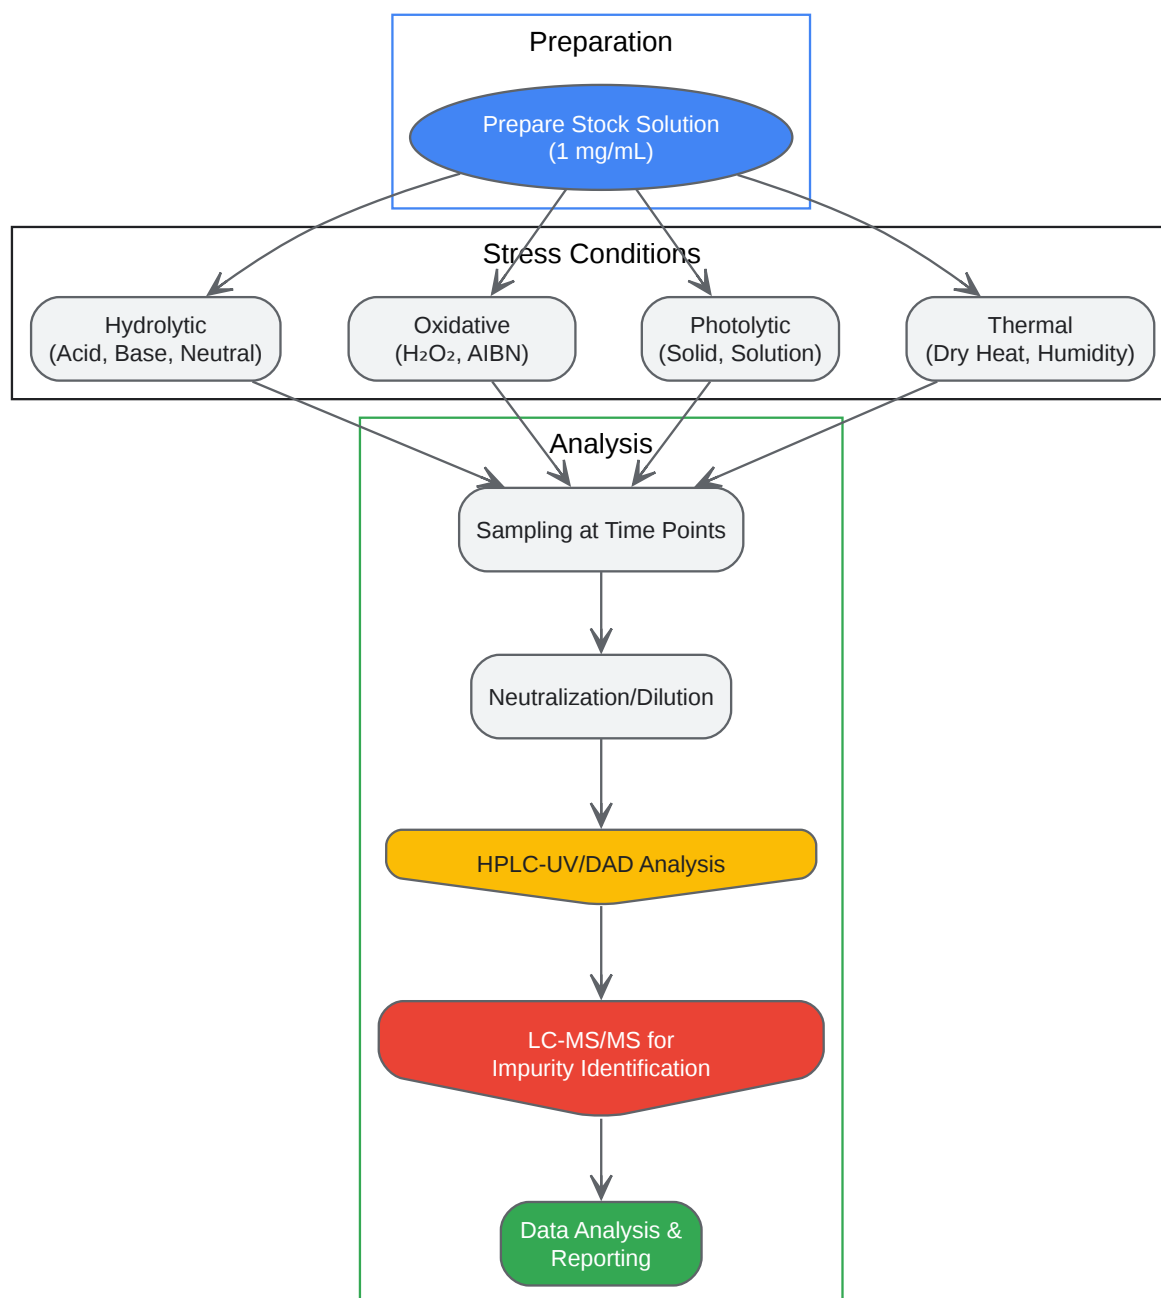 Preparation
Prepare Stock Solution
(1 mg/mL)
Stress Conditions
Hydrolytic
(Acid, Base, Neutral)
Oxidative
(H₂O₂, AIBN)
Photolytic
(Solid, Solution)
Thermal
(Dry Heat, Humidity)
Analysis
Sampling at Time Points
Neutralization/Dilution
HPLC-UV/DAD Analysis
LC-MS/MS for
Impurity Identification
Data Analysis &
Reporting